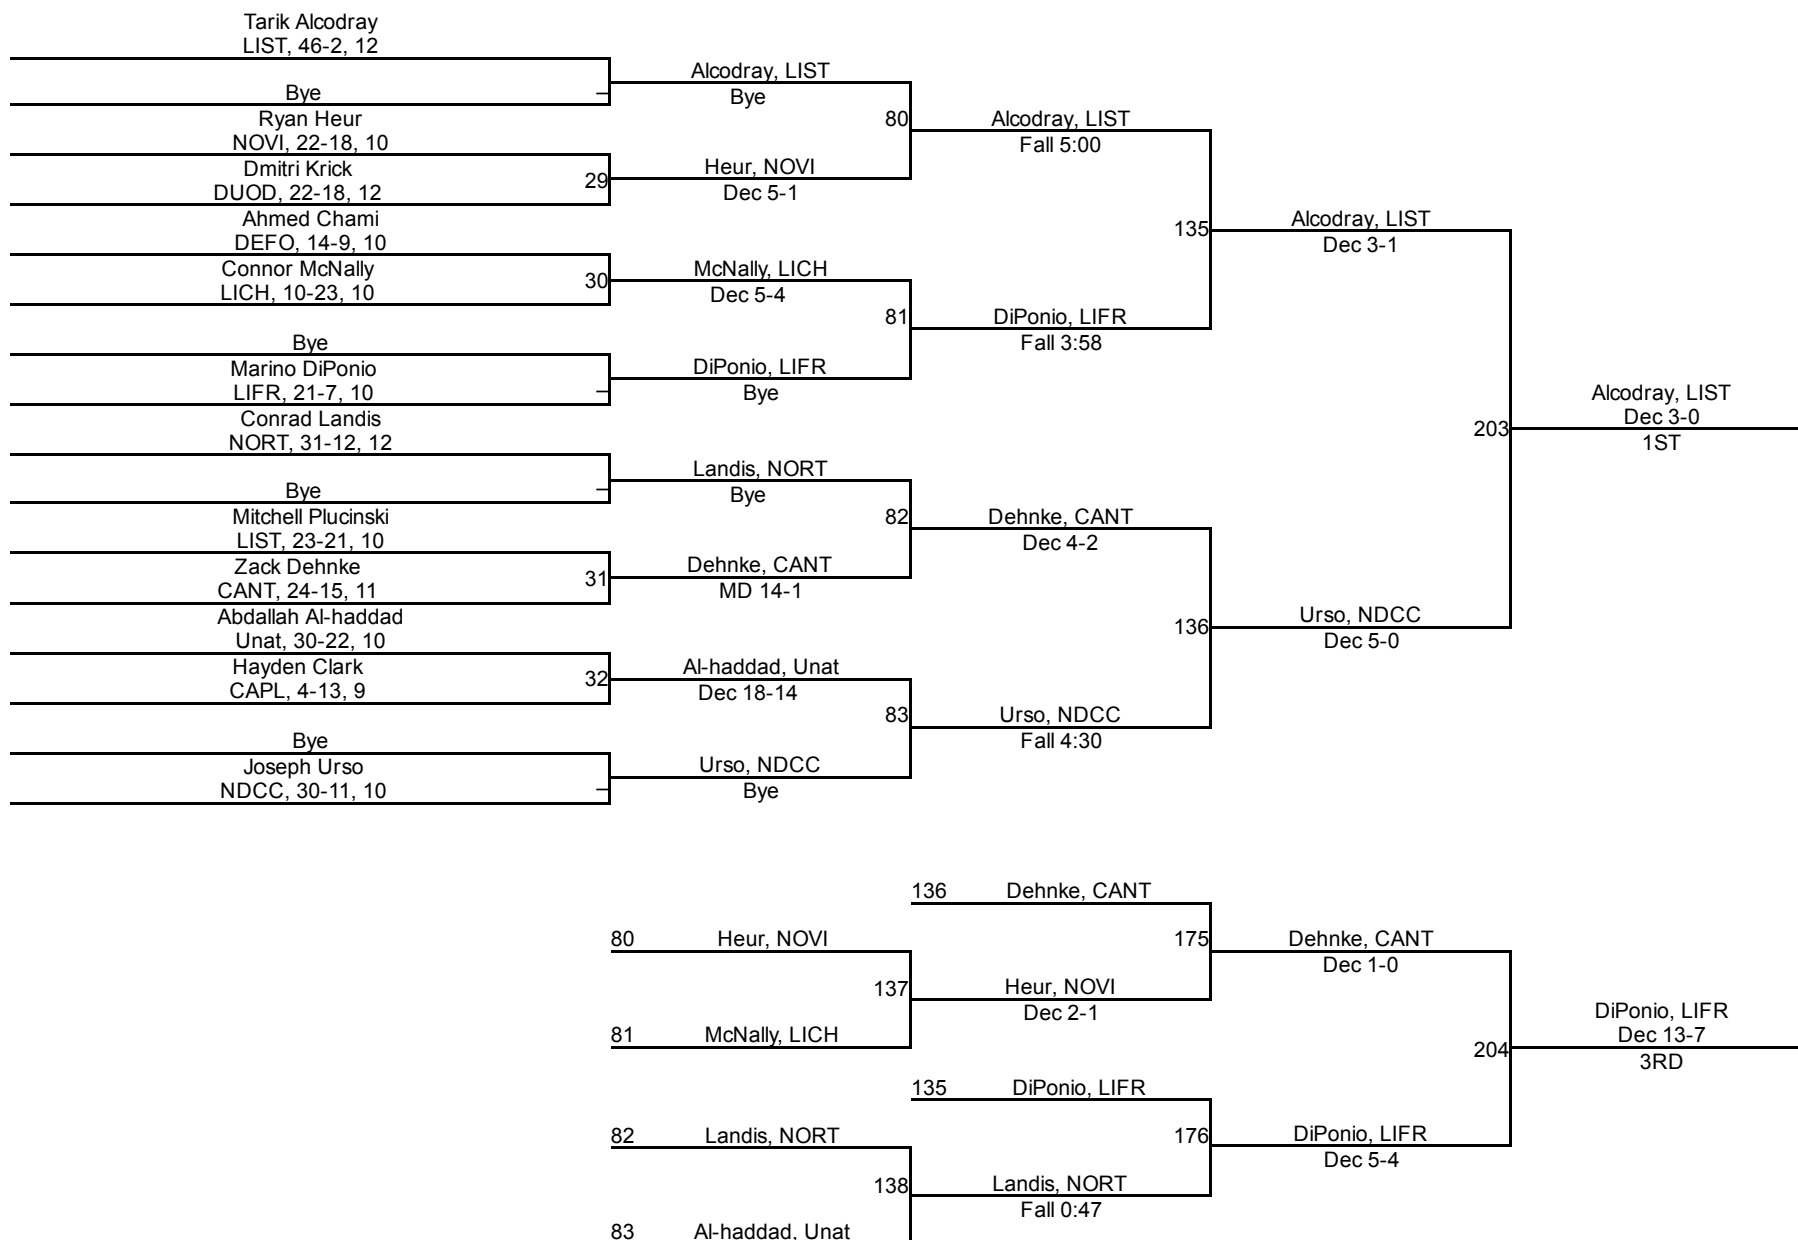 Tarik Alcodray
LIST, 46-2, 12
Bye
Ryan Heur
NOVI, 22-18, 10
Dmitri Krick
DUOD, 22-18, 12
29
Ahmed Chami
DEFO, 14-9, 10
Connor McNally
LICH, 10-23, 10
30
Bye
Marino DiPonio
LIFR, 21-7, 10
Conrad Landis
NORT, 31-12, 12
Bye
Mitchell Plucinski
LIST, 23-21, 10
Zack Dehnke
CANT, 24-15, 11
31
Abdallah Al-haddad
Unat, 30-22, 10
Hayden Clark
CAPL, 4-13, 9
32
Bye
Joseph Urso
NDCC, 30-11, 10
Alcodray, LIST
Bye
80
Heur, NOVI
Dec 5-1
McNally, LICH
Dec 5-4
81
DiPonio, LIFR
Bye
Landis, NORT
Bye
82
Dehnke, CANT
MD 14-1
Al-haddad, Unat
Dec 18-14
83
Urso, NDCC
Bye
Alcodray, LIST
Fall 5:00
135
DiPonio, LIFR
Fall 3:58
Dehnke, CANT
Dec 4-2
136
Urso, NDCC
Fall 4:30
Alcodray, LIST
Dec 3-1
203
Urso, NDCC
Dec 5-0
Alcodray, LIST
Dec 3-0
1ST
80 Heur, NOVI
137
81 McNally, LICH
82 Landis, NORT
138
83 Al-haddad, Unat
136 Dehnke, CANT
175
Heur, NOVI
Dec 2-1
135 DiPonio, LIFR
176
Landis, NORT
Fall 0:47
Dehnke, CANT
Dec 1-0
204
DiPonio, LIFR
Dec 5-4
DiPonio, LIFR
Dec 13-7
3RD